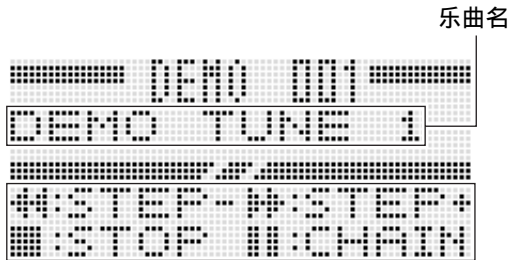 乐曲名
DEMO 001
DEMO TUNE 1
⏪:STEP- ⏩:STEP+
■:STOP ⏸:CHAIN